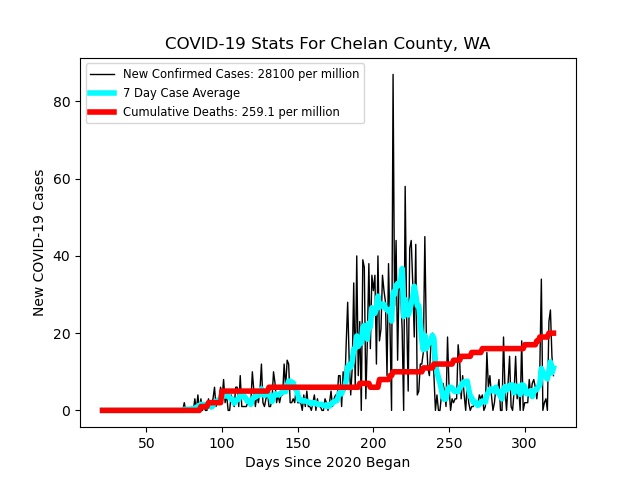 COVID-19 Stats For Chelan County, WA
New Confirmed Cases: 28100 per million
7 Day Case Average
Cumulative Deaths: 259.1 per million
New COVID-19 Cases
80
60
40
20
0
50 100 150 200 250 300
Days Since 2020 Began